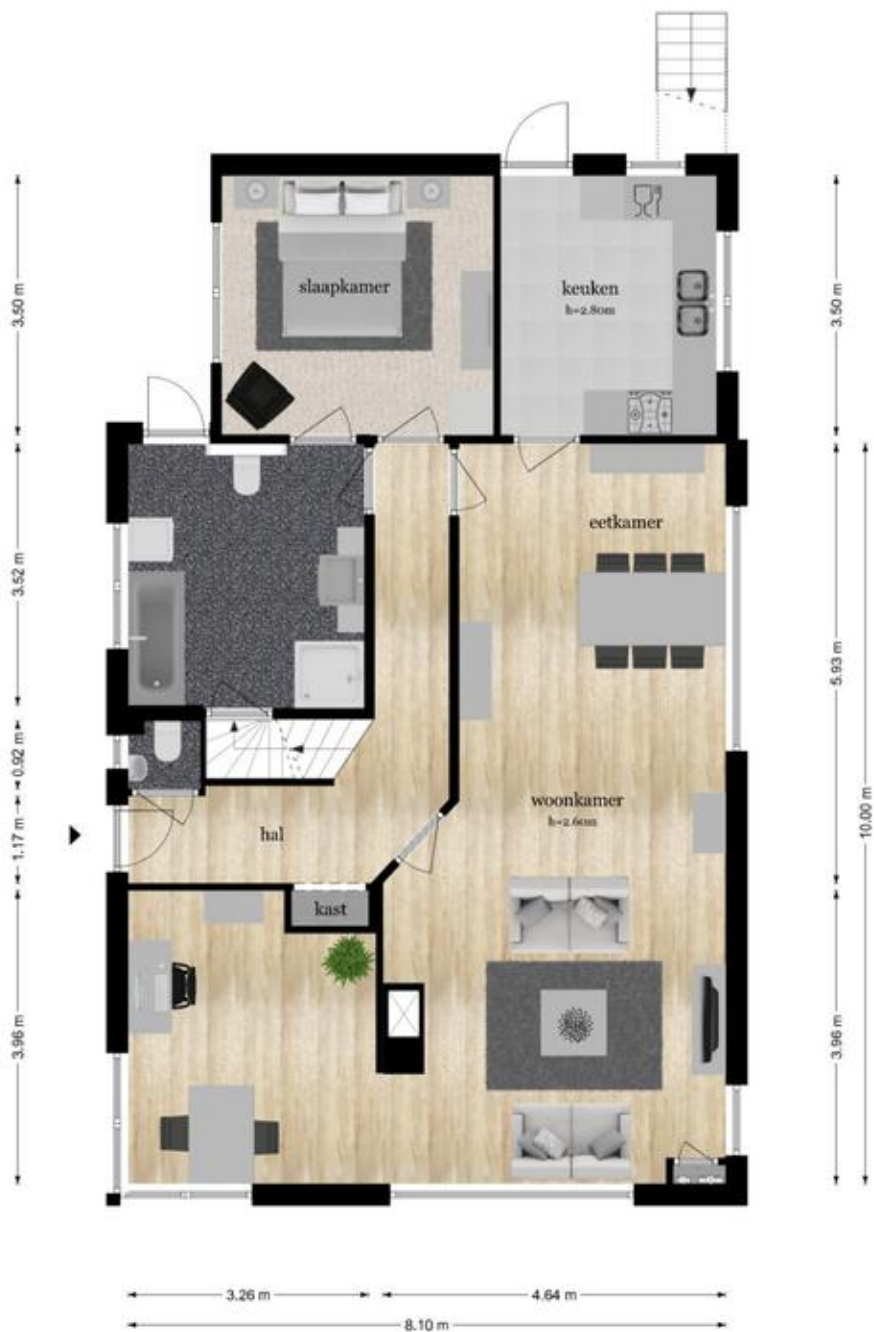 slaapkamer
keuken
h=2.80m
3.50 m
3.50 m
eetkamer
3.52 m
5.93 m
0.92 m
woonkamer
h=2.60m
1.17 m
hal
10.00 m
kast
3.96 m
3.96 m
3.26 m
4.64 m
8.10 m